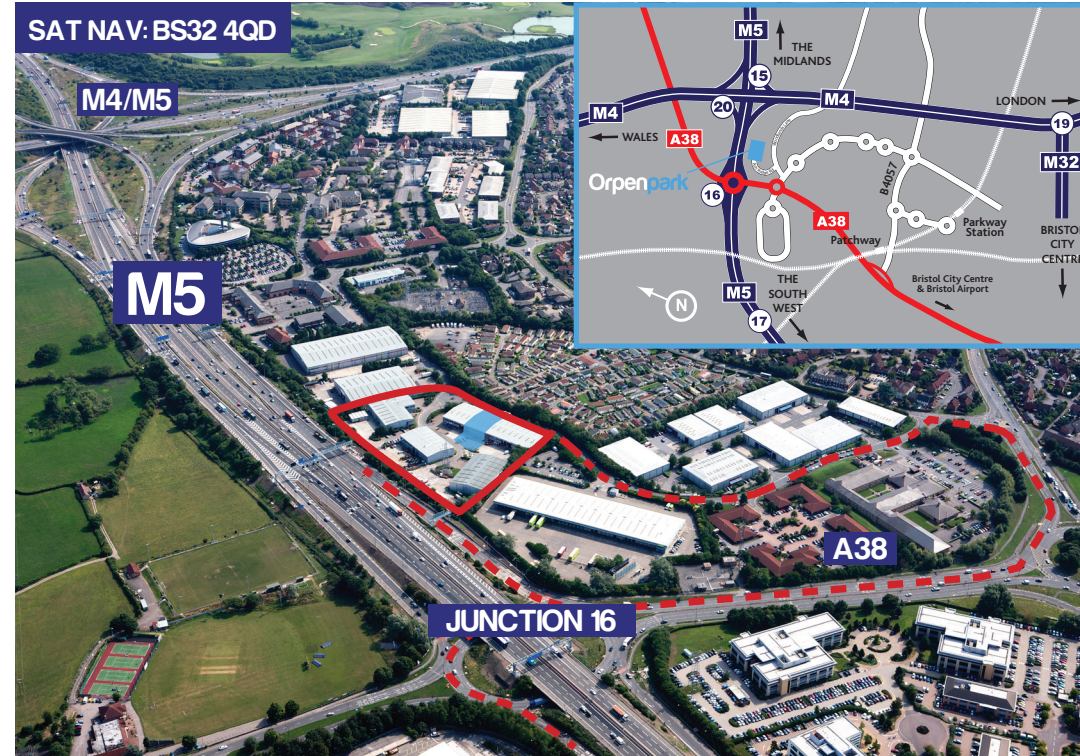 SAT NAV: BS32 4QD
M4/M5
M5
JUNCTION 16
A38
M5
THE
MIDLANDS
15
20
M4
M4
LONDON
19
WALES
A38
M32
Orpenpark
16
B4057
A38
Patchway
Parkway
Station
BRISTOL
CITY
CENTRE
M5
THE
SOUTH
WEST
17
N
Bristol City Centre
& Bristol Airport